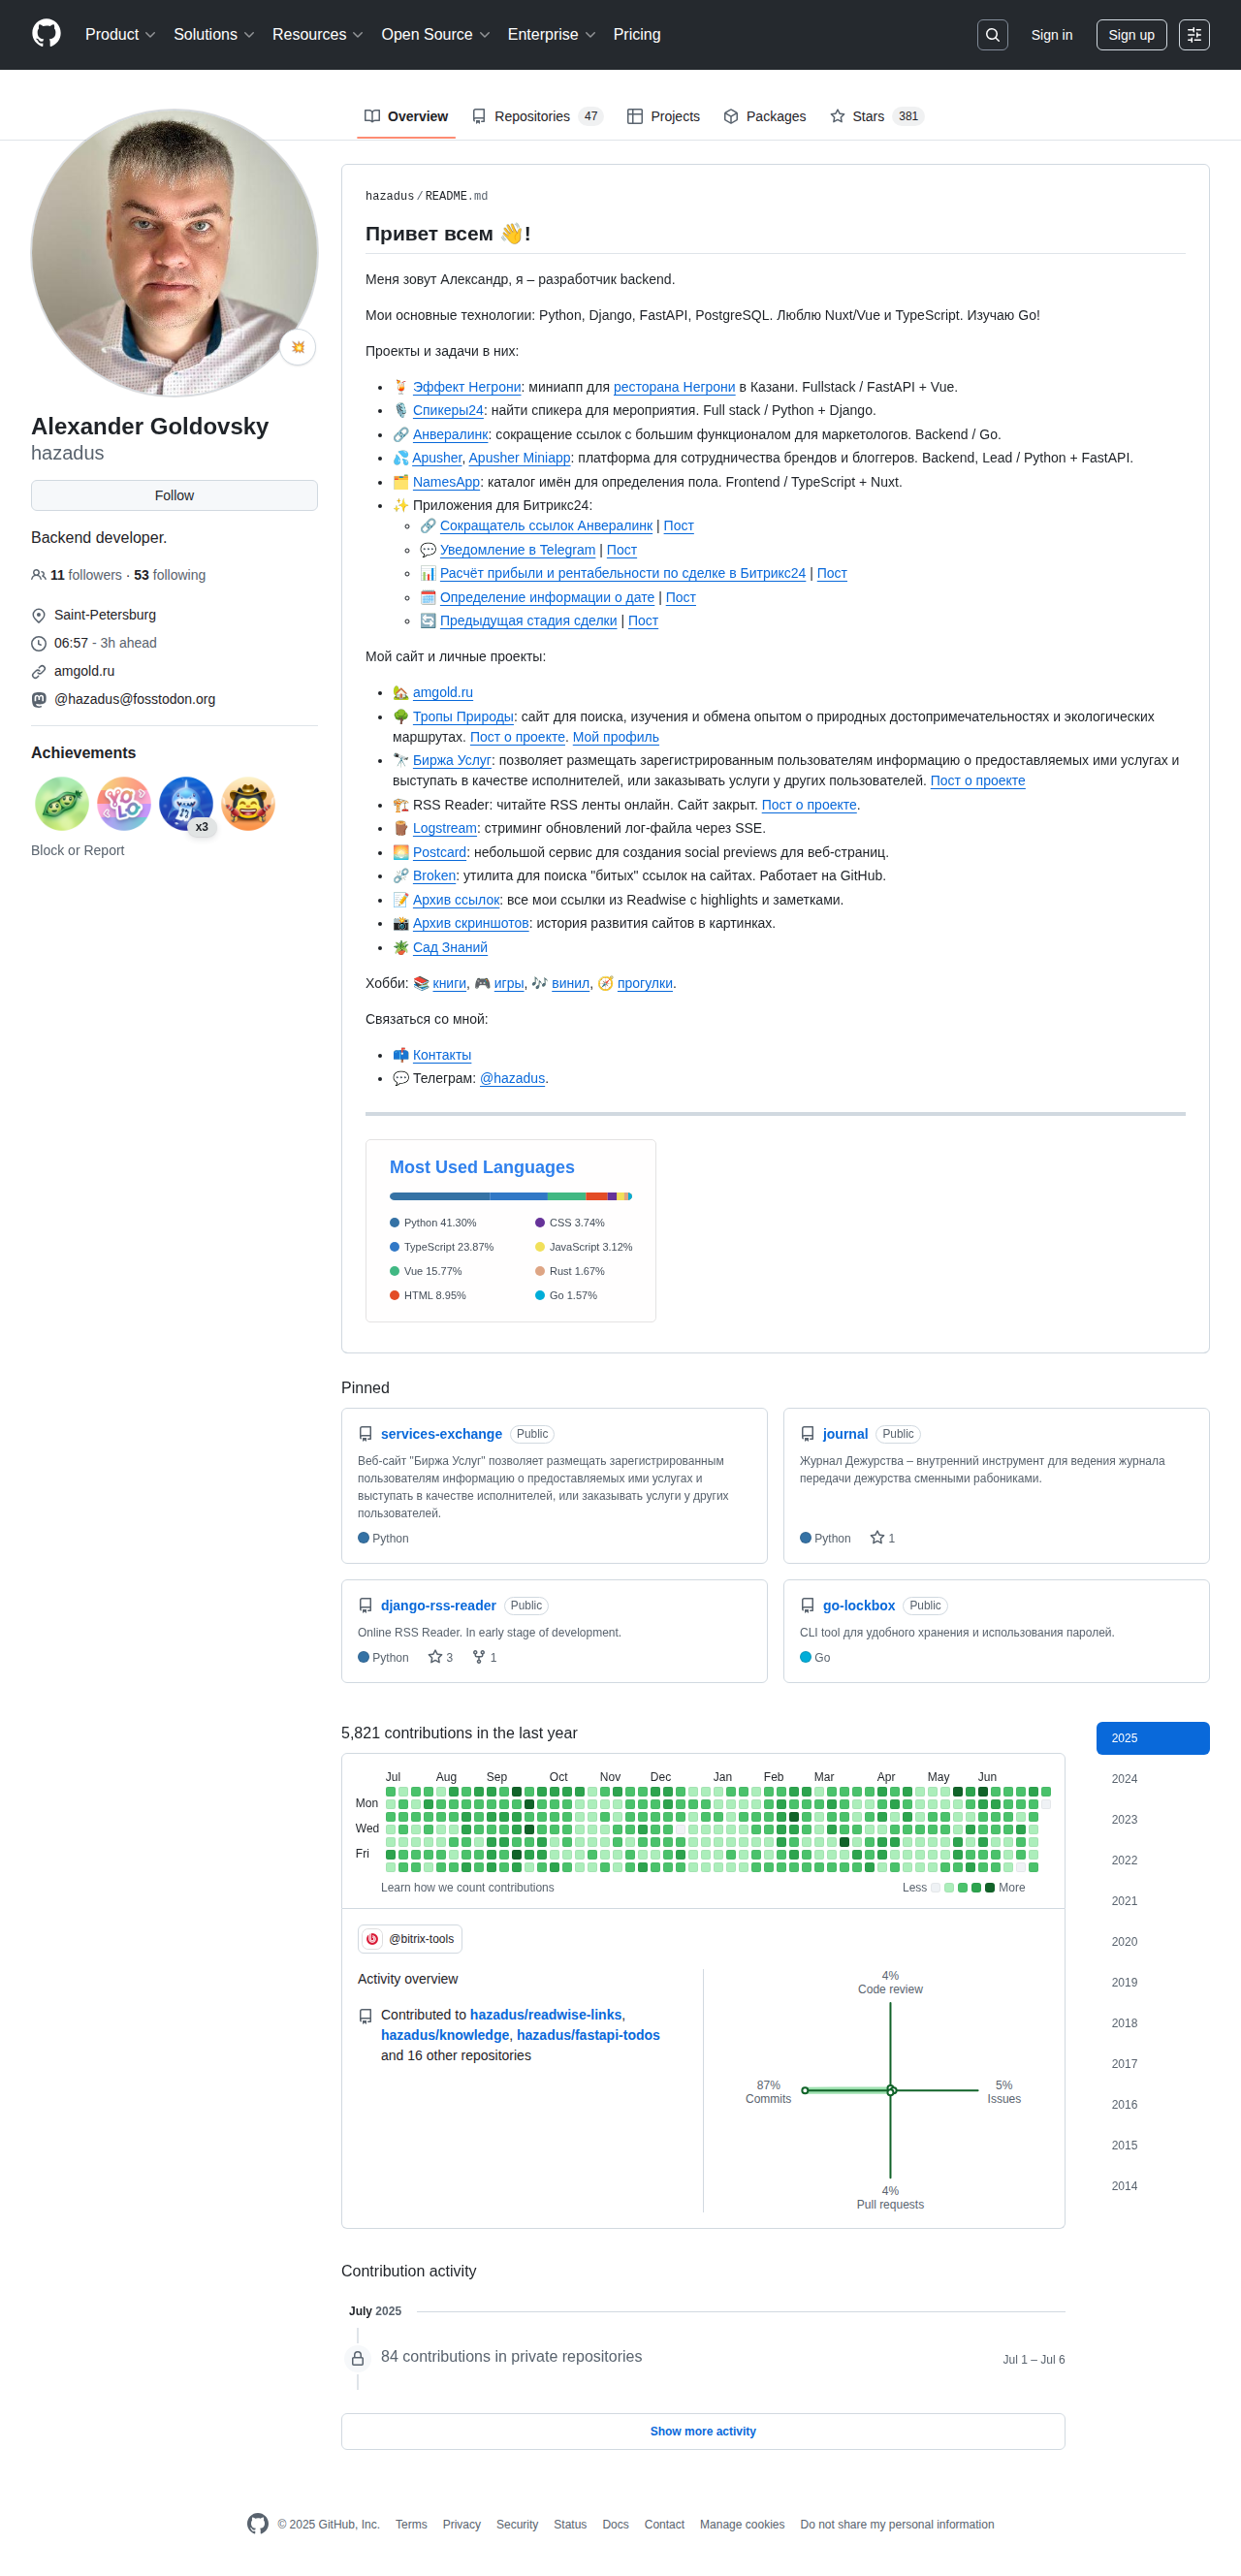 Product Solutions Resources Open Source Enterprise Pricing Sign in Sign up
Overview Repositories 47 Projects Packages Stars 381
Alexander Goldovsky
hazadus
Follow
Backend developer.
11 followers · 53 following
Saint-Petersburg
06:57 - 3h ahead
amgold.ru
@hazadus@fosstodon.org
Achievements
YOLO
x3
Block or Report
hazadus / README.md
Привет всем 👋!
Меня зовут Александр, я – разработчик backend.
Мои основные технологии: Python, Django, FastAPI, PostgreSQL. Люблю Nuxt/Vue и TypeScript. Изучаю Go!
Проекты и задачи в них:
🍹 Эффект Негрони: миниапп для ресторана Негрони в Казани. Fullstack / FastAPI + Vue.
🎙️ Спикеры24: найти спикера для мероприятия. Full stack / Python + Django.
🔗 Анвералинк: сокращение ссылок с большим функционалом для маркетологов. Backend / Go.
💦 Apusher, Apusher Miniapp: платформа для сотрудничества брендов и блоггеров. Backend, Lead / Python + FastAPI.
🗂️ NamesApp: каталог имён для определения пола. Frontend / TypeScript + Nuxt.
✨ Приложения для Битрикс24:
🔗 Сокращатель ссылок Анвералинк | Пост
💬 Уведомление в Telegram | Пост
📊 Расчёт прибыли и рентабельности по сделке в Битрикс24 | Пост
🗓️ Определение информации о дате | Пост
🔄 Предыдущая стадия сделки | Пост
Мой сайт и личные проекты:
🏡 amgold.ru
🌳 Тропы Природы: сайт для поиска, изучения и обмена опытом о природных достопримечательностях и экологических
маршрутах. Пост о проекте. Мой профиль
🔭 Биржа Услуг: позволяет размещать зарегистрированным пользователям информацию о предоставляемых ими услугах и
выступать в качестве исполнителей, или заказывать услуги у других пользователей. Пост о проекте
🏗️ RSS Reader: читайте RSS ленты онлайн. Сайт закрыт. Пост о проекте.
🪵 Logstream: стриминг обновлений лог-файла через SSE.
🌅 Postcard: небольшой сервис для создания social previews для веб-страниц.
🔗 Broken: утилита для поиска "битых" ссылок на сайтах. Работает на GitHub.
📝 Архив ссылок: все мои ссылки из Readwise с highlights и заметками.
📸 Архив скриншотов: история развития сайтов в картинках.
🪴 Сад Знаний
Хобби: 📚 книги, 🎮 игры, 🎶 винил, 🧭 прогулки.
Связаться со мной:
📫 Контакты
💬 Телеграм: @hazadus.
Most Used Languages
Python 41.30% CSS 3.74%
TypeScript 23.87% JavaScript 3.12%
Vue 15.77% Rust 1.67%
HTML 8.95% Go 1.57%
Pinned
services-exchange Public
Веб-сайт "Биржа Услуг" позволяет размещать зарегистрированным
пользователям информацию о предоставляемых ими услугах и
выступать в качестве исполнителей, или заказывать услуги у других
пользователей.
Python
journal Public
Журнал Дежурства – внутренний инструмент для ведения журнала
передачи дежурства сменными рабониками.
Python 1
django-rss-reader Public
Online RSS Reader. In early stage of development.
Python 3 1
go-lockbox Public
CLI tool для удобного хранения и использования паролей.
Go
5,821 contributions in the last year
Jul Aug Sep Oct Nov Dec Jan Feb Mar Apr May Jun
Mon
Wed
Fri
Learn how we count contributions Less More
@bitrix-tools
Activity overview
Contributed to hazadus/readwise-links,
hazadus/knowledge, hazadus/fastapi-todos
and 16 other repositories
4%
Code review
87%
Commits
5%
Issues
4%
Pull requests
2025
2024
2023
2022
2021
2020
2019
2018
2017
2016
2015
2014
Contribution activity
July 2025
84 contributions in private repositories Jul 1 – Jul 6
Show more activity
© 2025 GitHub, Inc. Terms Privacy Security Status Docs Contact Manage cookies Do not share my personal information